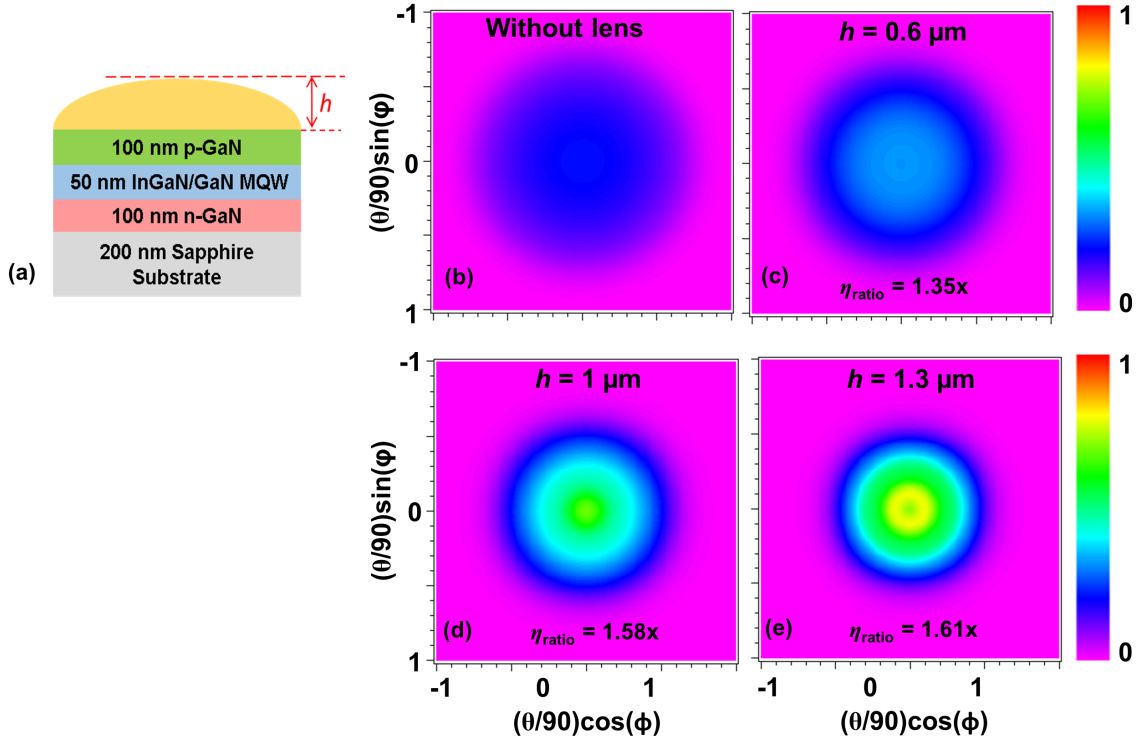 (a)
h
100 nm p-GaN
50 nm InGaN/GaN MQW
100 nm n-GaN
200 nm Sapphire
Substrate
-1
0
1
(θ/90)sin(φ)
Without lens
(b)
h = 0.6 µm
(c)
ηratio = 1.35x
1
0
-1
0
1
(θ/90)sin(φ)
h = 1 µm
(d)
ηratio = 1.58x
-1
0
1
(θ/90)cos(ϕ)
h = 1.3 µm
(e)
ηratio = 1.61x
-1
0
1
(θ/90)cos(ϕ)
1
0